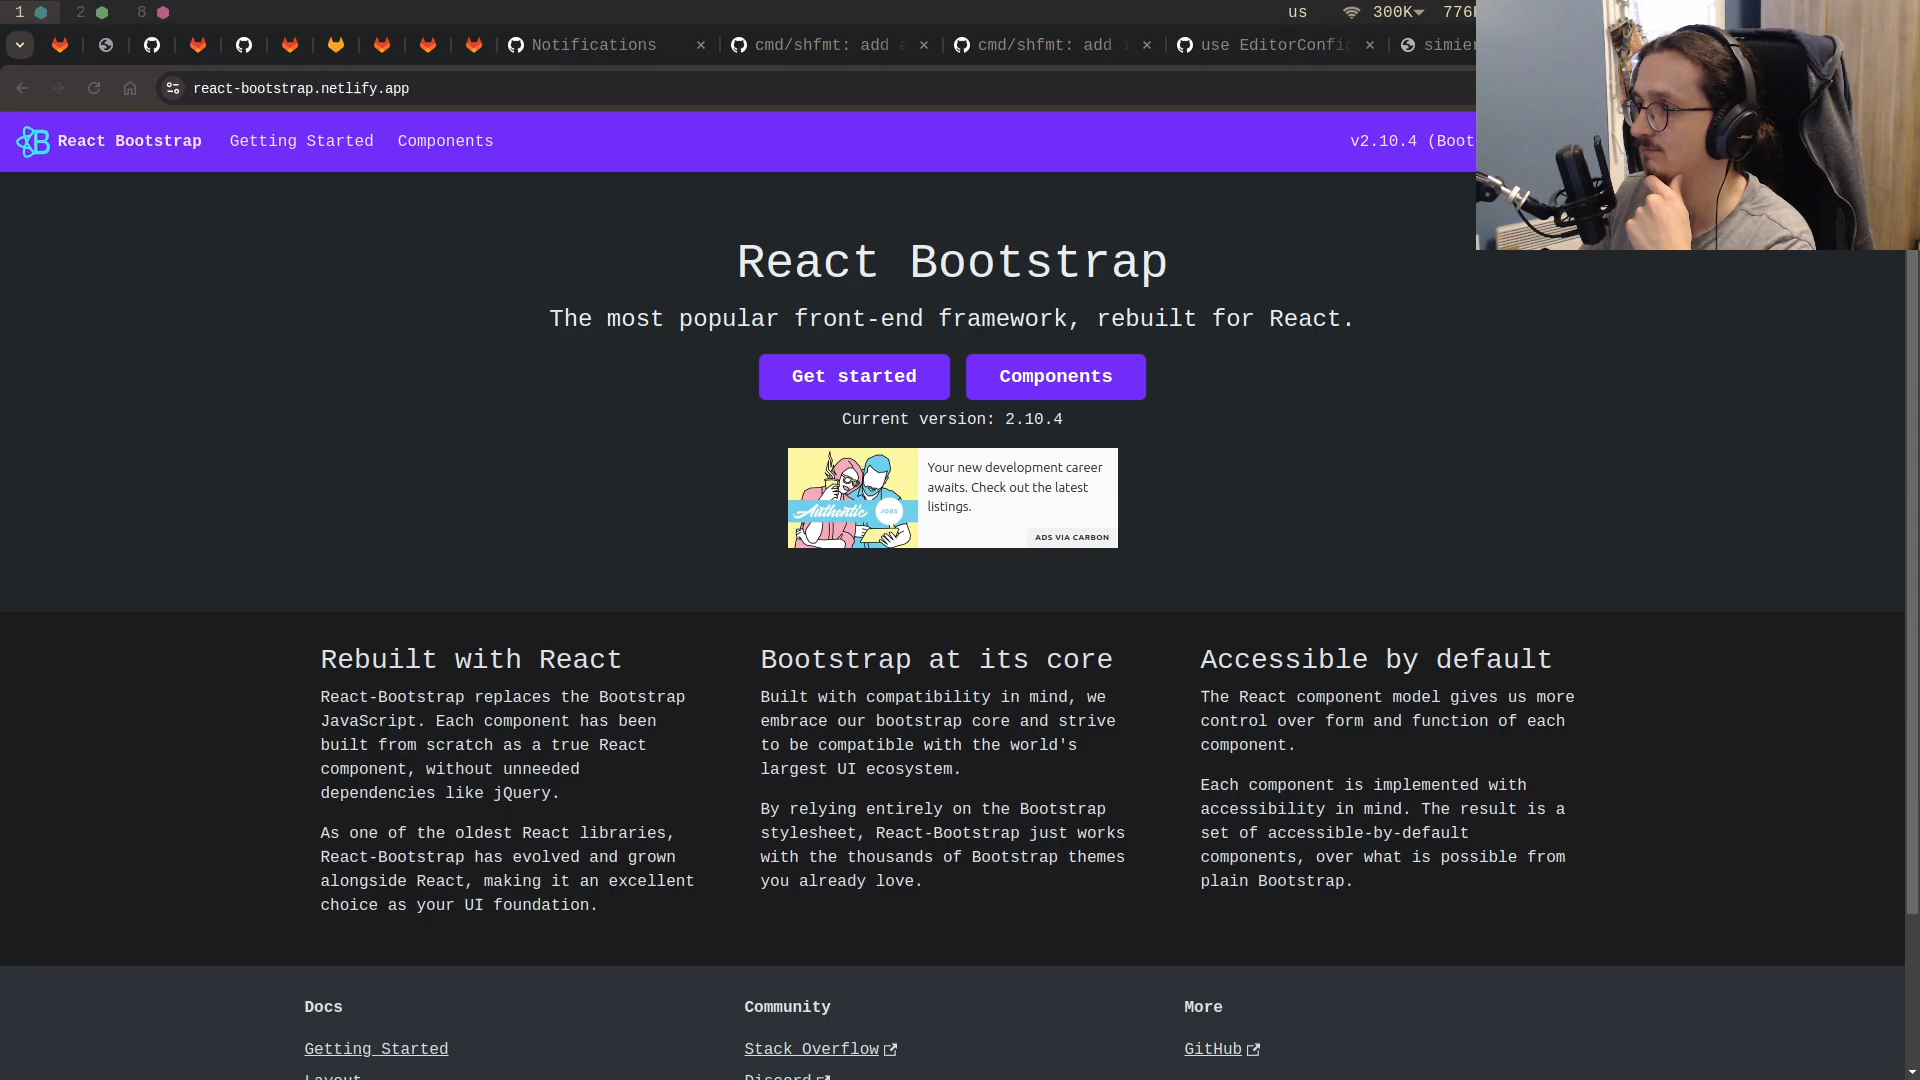 1
2
8
us
300K
776K
Notifications
cmd/shfmt: add
cmd/shfmt: add
use EditorConfig
simier
react-bootstrap.netlify.app
React Bootstrap
Getting Started
Components
v2.10.4 (Boot
React Bootstrap
The most popular front-end framework, rebuilt for React.
Get started
Components
Current version: 2.10.4
Authentic
JOBS
Your new development career
awaits. Check out the latest
listings.
ADS VIA CARBON
Rebuilt with React
React-Bootstrap replaces the Bootstrap
JavaScript. Each component has been
built from scratch as a true React
component, without unneeded
dependencies like jQuery.
As one of the oldest React libraries,
React-Bootstrap has evolved and grown
alongside React, making it an excellent
choice as your UI foundation.
Bootstrap at its core
Built with compatibility in mind, we
embrace our bootstrap core and strive
to be compatible with the world's
largest UI ecosystem.
By relying entirely on the Bootstrap
stylesheet, React-Bootstrap just works
with the thousands of Bootstrap themes
you already love.
Accessible by default
The React component model gives us more
control over form and function of each
component.
Each component is implemented with
accessibility in mind. The result is a
set of accessible-by-default
components, over what is possible from
plain Bootstrap.
Docs
Getting Started
Layout
Community
Stack Overflow
Discord
More
GitHub